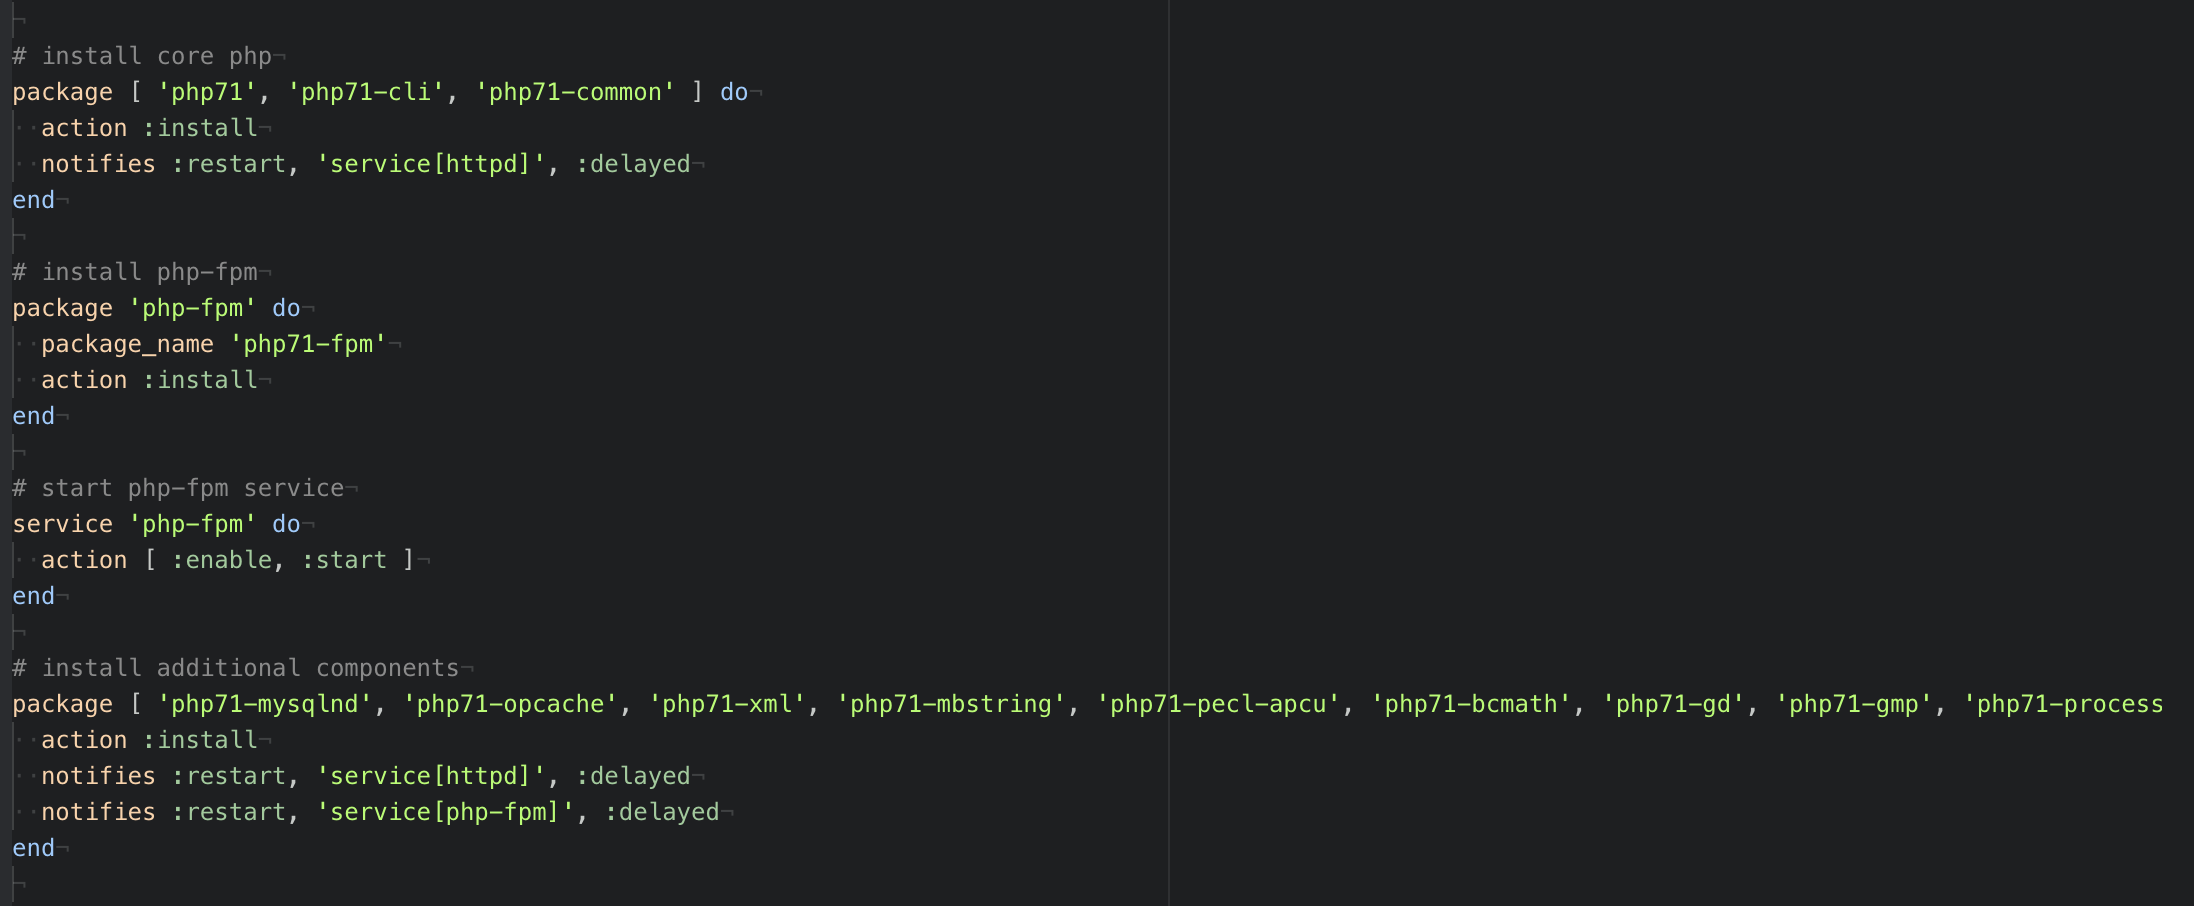 # install core php
package [ 'php71', 'php71-cli', 'php71-common' ] do
  action :install
  notifies :restart, 'service[httpd]', :delayed
end

# install php-fpm
package 'php-fpm' do
  package_name 'php71-fpm'
  action :install
end

# start php-fpm service
service 'php-fpm' do
  action [ :enable, :start ]
end

# install additional components
package [ 'php71-mysqlnd', 'php71-opcache', 'php71-xml', 'php71-mbstring', 'php71-pecl-apcu', 'php71-bcmath', 'php71-gd', 'php71-gmp', 'php71-process
  action :install
  notifies :restart, 'service[httpd]', :delayed
  notifies :restart, 'service[php-fpm]', :delayed
end